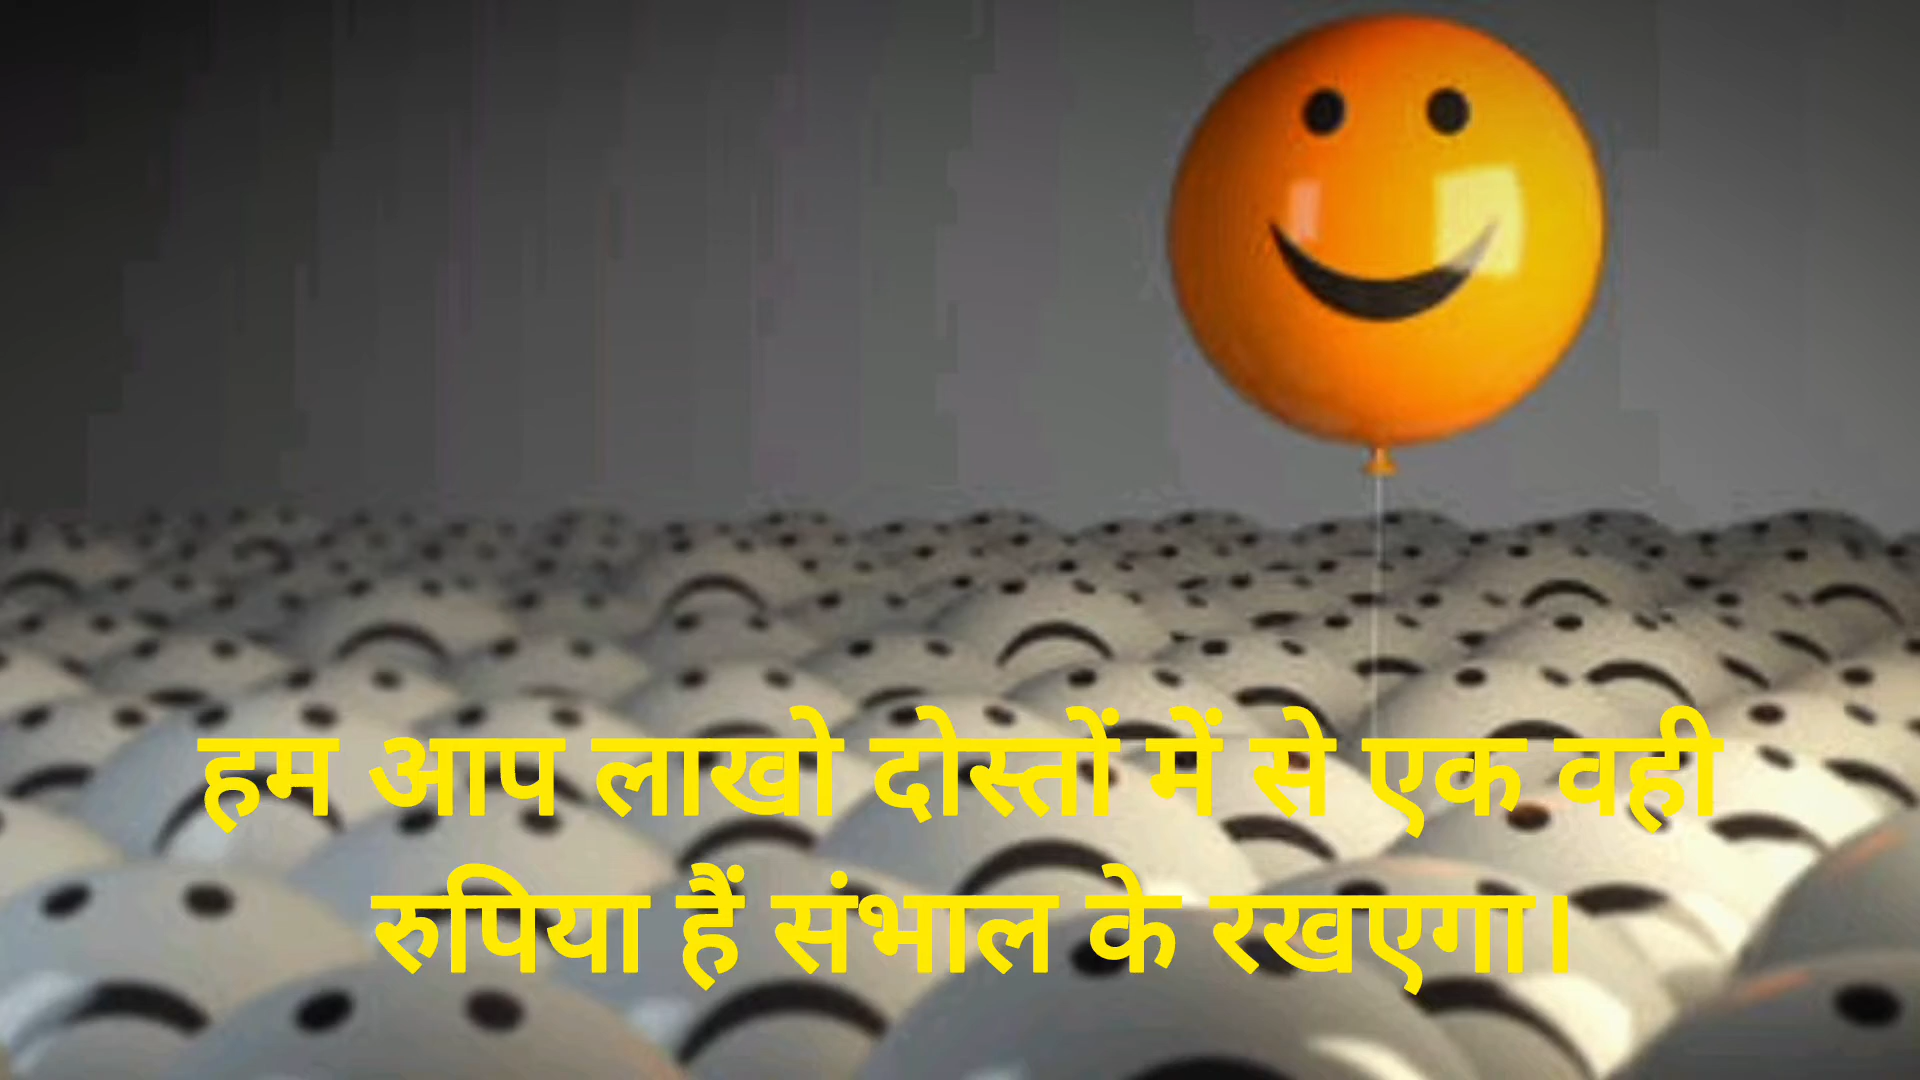 हम आप लाखो दोस्तों में से एक वही
रुपिया हैं संभाल के रखएगा।